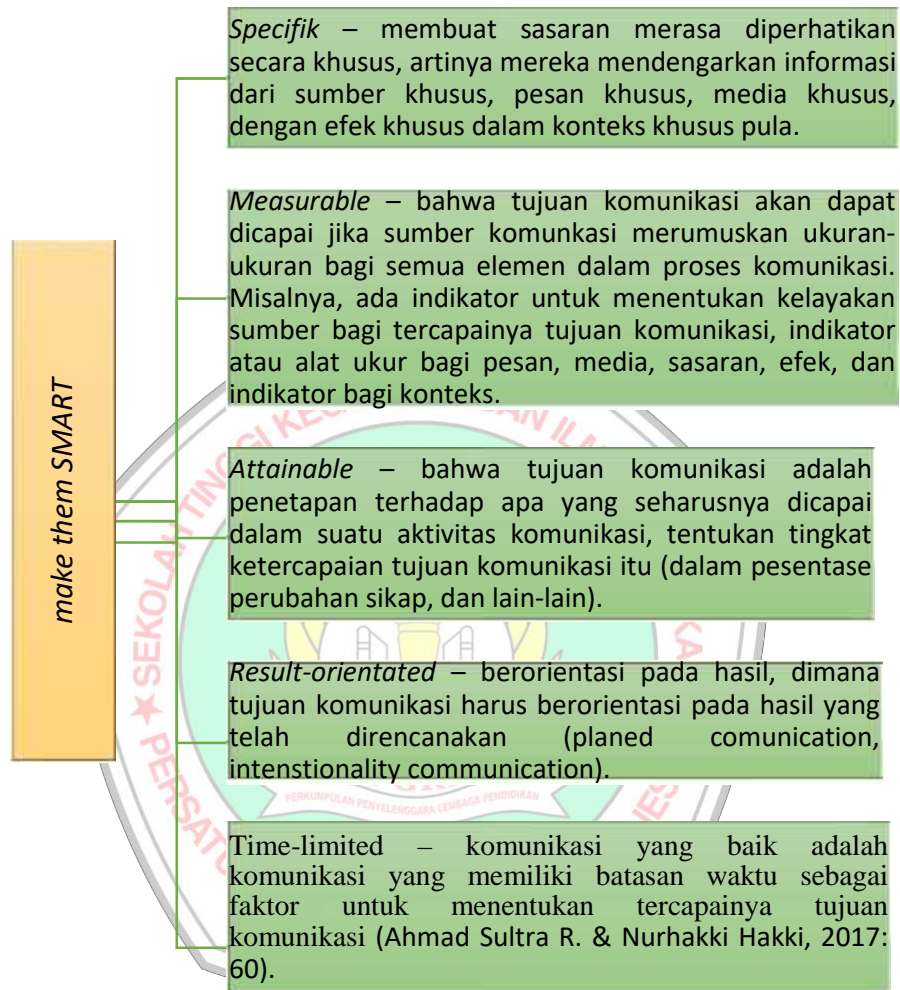 Specifik – membuat sasaran merasa diperhatikan
secara khusus, artinya mereka mendengarkan informasi
dari sumber khusus, pesan khusus, media khusus,
dengan efek khusus dalam konteks khusus pula.
Measurable – bahwa tujuan komunikasi akan dapat
dicapai jika sumber komunkasi merumuskan ukuran-
ukuran bagi semua elemen dalam proses komunikasi.
Misalnya, ada indikator untuk menentukan kelayakan
sumber bagi tercapainya tujuan komunikasi, indikator
atau alat ukur bagi pesan, media, sasaran, efek, dan
indikator bagi konteks.
make them SMART
Attainable – bahwa tujuan komunikasi adalah
penetapan terhadap apa yang seharusnya dicapai
dalam suatu aktivitas komunikasi, tentukan tingkat
ketercapaian tujuan komunikasi itu (dalam pesentase
perubahan sikap, dan lain-lain).
Result-orientated – berorientasi pada hasil, dimana
tujuan komunikasi harus berorientasi pada hasil yang
telah direncanakan (planed comunication,
intenstionality communication).
PERKUMPULAN PENYELENGGARA LEMBAGA PENDIDIKAN
Time-limited – komunikasi yang baik adalah
komunikasi yang memiliki batasan waktu sebagai
faktor untuk menentukan tercapainya tujuan
komunikasi (Ahmad Sultra R. & Nurhakki Hakki, 2017:
60).
SEKOLAH